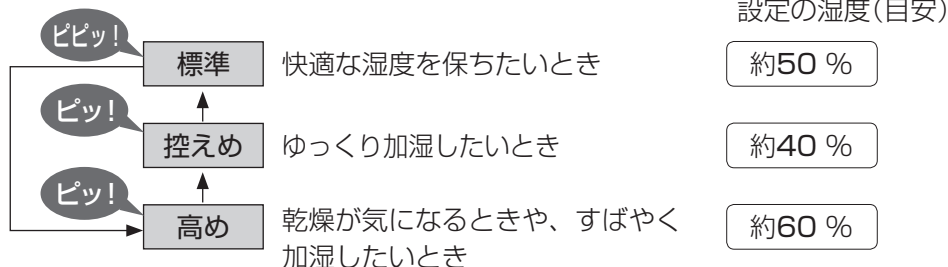 設定の湿度(目安)
ピピッ!
標準 快適な湿度を保ちたいとき 約50 %
ピッ!
控えめ ゆっくり加湿したいとき 約40 %
ピッ!
高め 乾燥が気になるときや、すばやく 約60 %
加湿したいとき